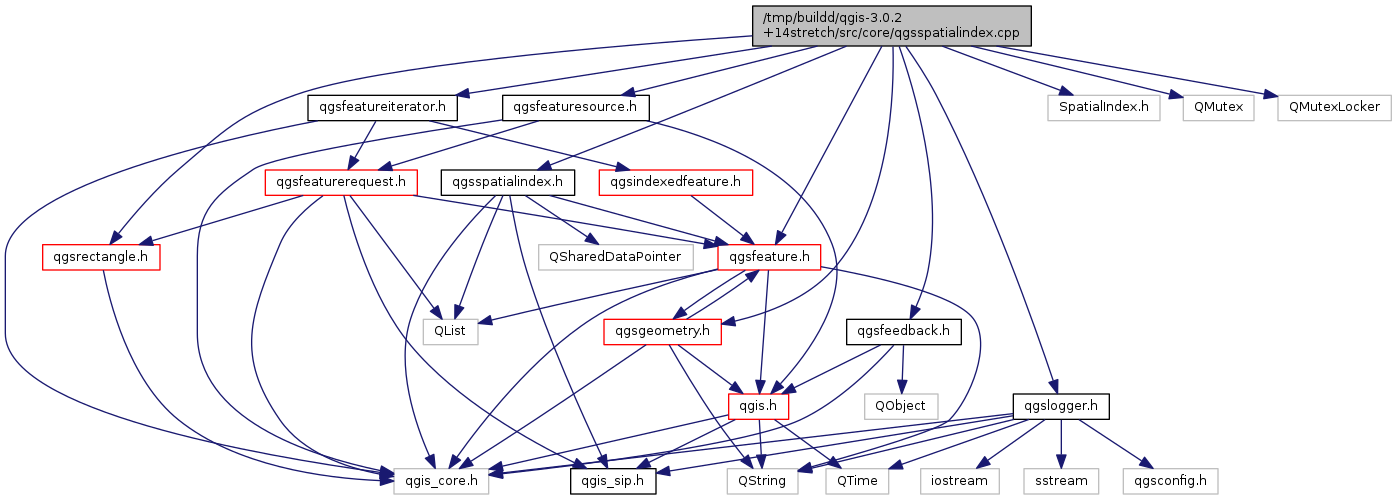 /tmp/buildd/qgis-3.0.2
+14stretch/src/core/qgsspatialindex.cpp
qgsfeatureiterator.h
qgsfeaturesource.h
SpatialIndex.h
QMutex
QMutexLocker
qgsfeaturerequest.h
qgsspatialindex.h
qgsindexedfeature.h
qgsrectangle.h
QSharedDataPointer
qgsfeature.h
QList
qgsgeometry.h
qgsfeedback.h
qgis.h
QObject
qgslogger.h
qgis_core.h
qgis_sip.h
QString
QTime
iostream
sstream
qgsconfig.h